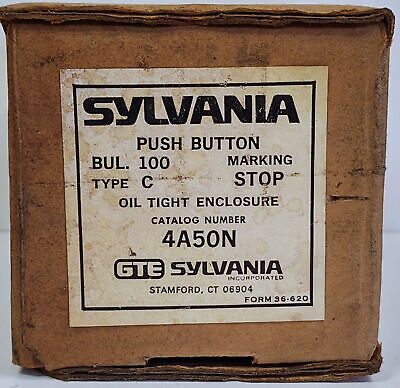 SYLVANIA
PUSH BUTTON
BUL. 100 MARKING
TYPE C STOP
OIL TIGHT ENCLOSURE
CATALOG NUMBER
4A50N
GTE SYLVANIA
INCORPORATED
STAMFORD, CT 06904
FORM 36-620